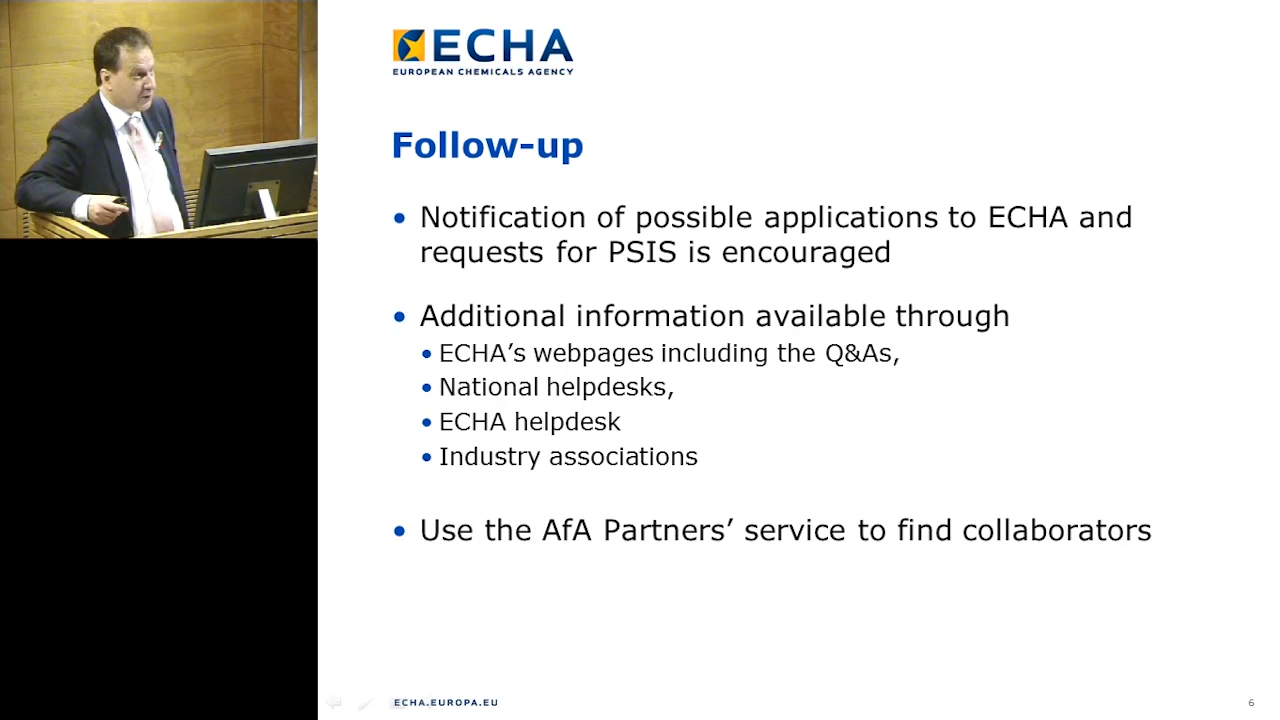 ECHA
EUROPEAN CHEMICALS AGENCY
Follow-up
• Notification of possible applications to ECHA and
requests for PSIS is encouraged
• Additional information available through
• ECHA’s webpages including the Q&As,
• National helpdesks,
• ECHA helpdesk
• Industry associations
• Use the AfA Partners’ service to find collaborators
ECHA.EUROPA.EU
6